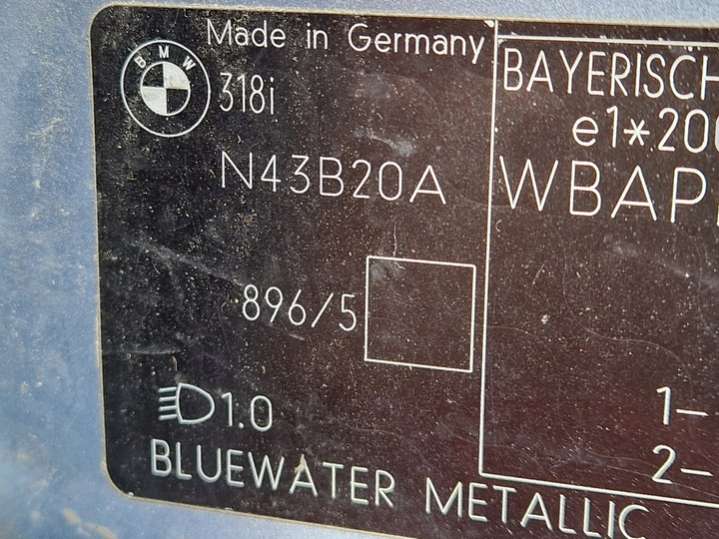 Made in Germany
BMW
318i
N43B20A
896/5
1.0
BLUEWATER METALLIC
BAYERISCH
e1*200
WBAP
1-
2-